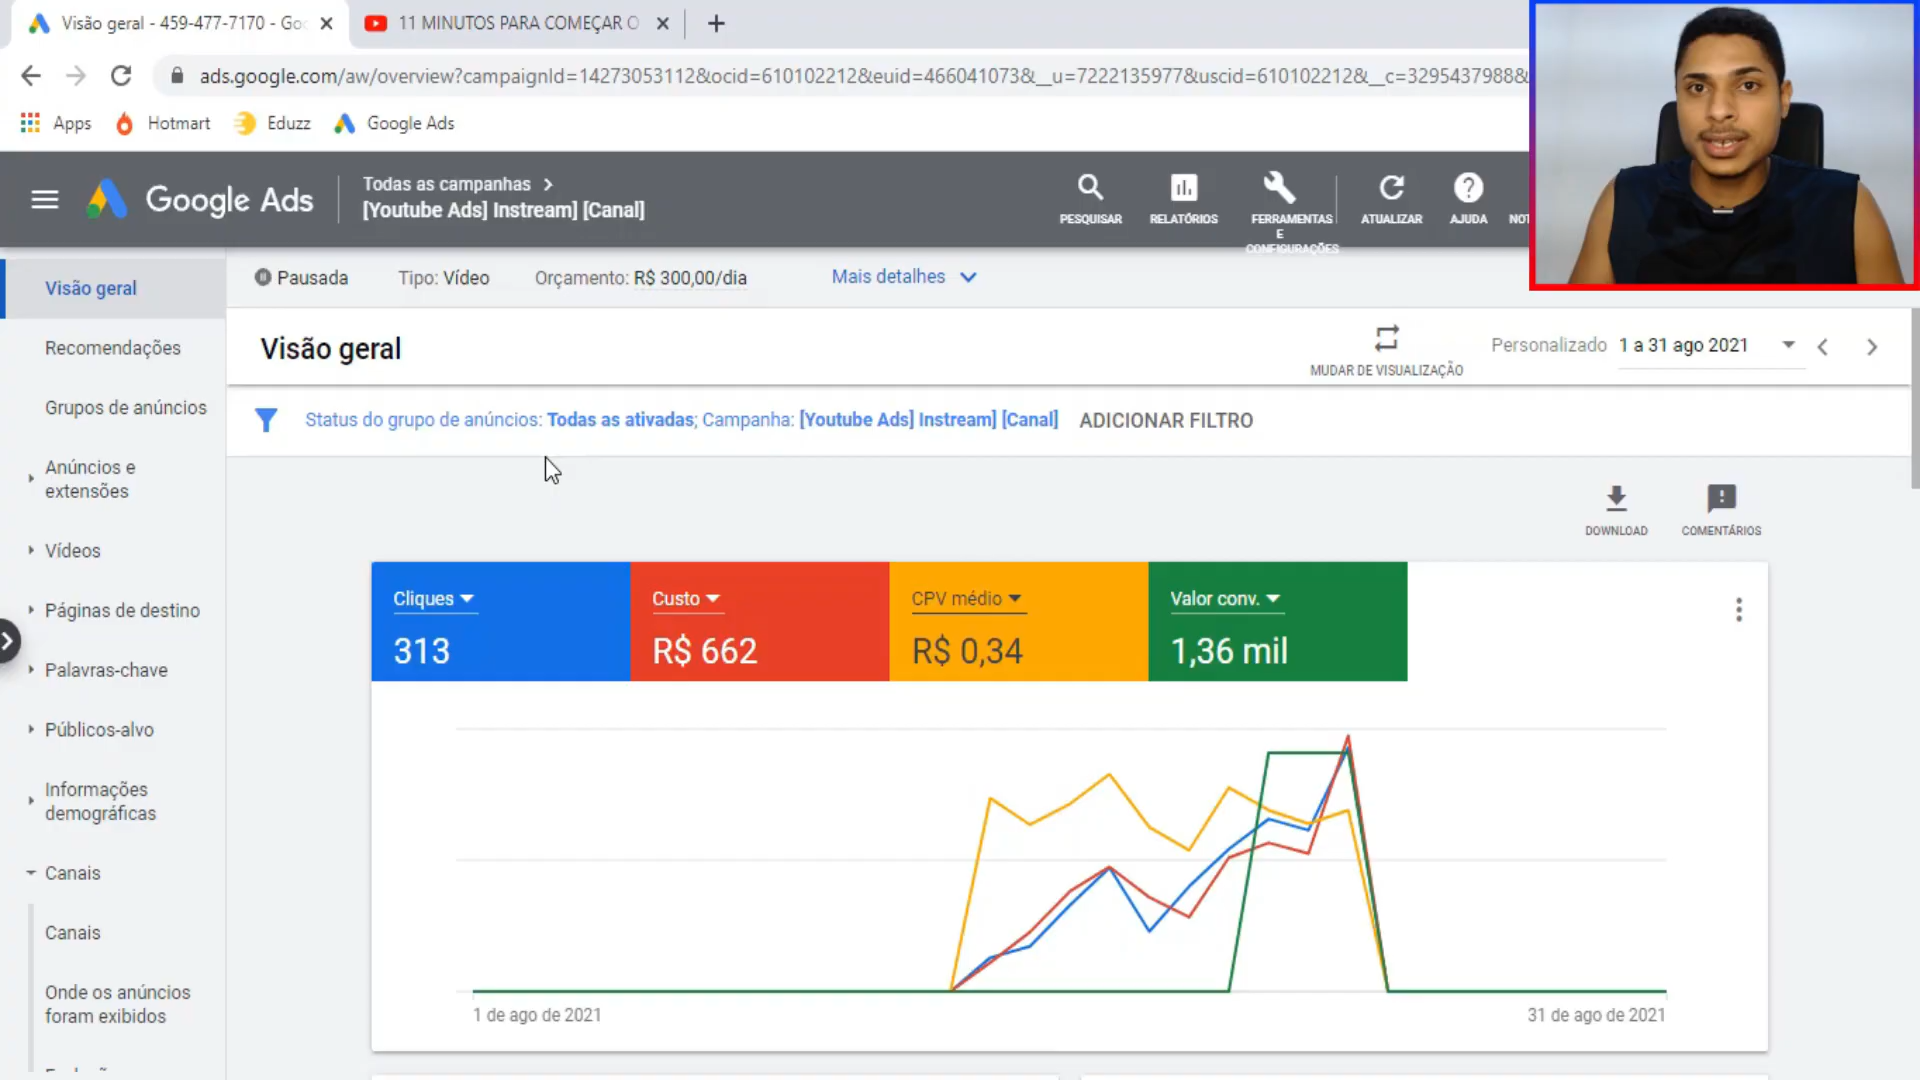 Visão geral - 459-477-7170 - Go
11 MINUTOS PARA COMEÇAR O
ads.google.com/aw/overview?campaignId=14273053112&ocid=610102212&euid=466041073&__u=7222135977&uscid=610102212&__c=3295437988&
Apps
Hotmart
Eduzz
Google Ads
Google Ads
Todas as campanhas >
[Youtube Ads] Instream] [Canal]
PESQUISAR
RELATÓRIOS
FERRAMENTAS
E
CONFIGURAÇÕES
ATUALIZAR
AJUDA
NOT
Visão geral
Recomendações
Grupos de anúncios
Anúncios e
extensões
Vídeos
Páginas de destino
Palavras-chave
Públicos-alvo
Informações
demográficas
Canais
Canais
Onde os anúncios
foram exibidos
Pausada
Tipo: Vídeo
Orçamento: R$ 300,00/dia
Mais detalhes
Visão geral
MUDAR DE VISUALIZAÇÃO
Personalizado
1 a 31 ago 2021
Status do grupo de anúncios: Todas as ativadas; Campanha: [Youtube Ads] Instream] [Canal]
ADICIONAR FILTRO
DOWNLOAD
COMENTÁRIOS
Cliques
313
Custo
R$ 662
CPV médio
R$ 0,34
Valor conv.
1,36 mil
1 de ago de 2021
31 de ago de 2021